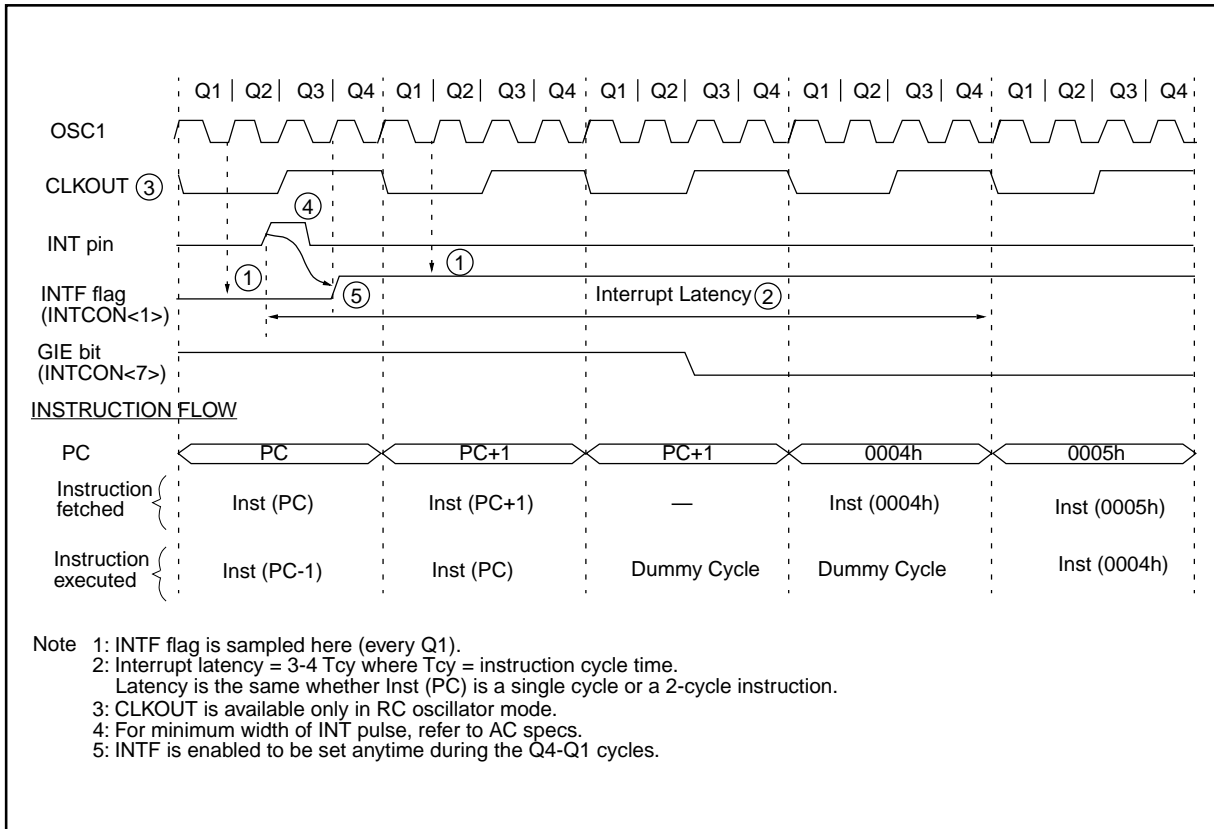 Q1 | Q2 | Q3 | Q4 Q1 | Q2 | Q3 | Q4 Q1 | Q2 | Q3 | Q4 Q1 | Q2 | Q3 | Q4 Q1 | Q2 | Q3 | Q4
OSC1
CLKOUT 3
4
INT pin
1
1
INTF flag
(INTCON<1>)
5
Interrupt Latency 2
GIE bit
(INTCON<7>)
INSTRUCTION FLOW
PC PC PC+1 PC+1 0004h 0005h
Instruction
fetched
Inst (PC) Inst (PC+1) — Inst (0004h) Inst (0005h)
Instruction
executed
Inst (PC-1) Inst (PC) Dummy Cycle Dummy Cycle Inst (0004h)
Note 1: INTF flag is sampled here (every Q1).
2: Interrupt latency = 3-4 Tcy where Tcy = instruction cycle time.
Latency is the same whether Inst (PC) is a single cycle or a 2-cycle instruction.
3: CLKOUT is available only in RC oscillator mode.
4: For minimum width of INT pulse, refer to AC specs.
5: INTF is enabled to be set anytime during the Q4-Q1 cycles.